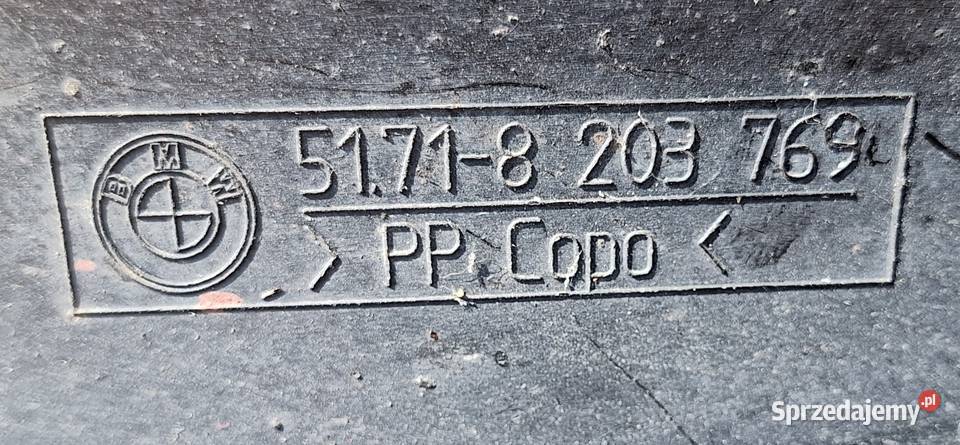 BMW
51.71-8 203 769
>PP Copo<
Sprzedajemy.pl